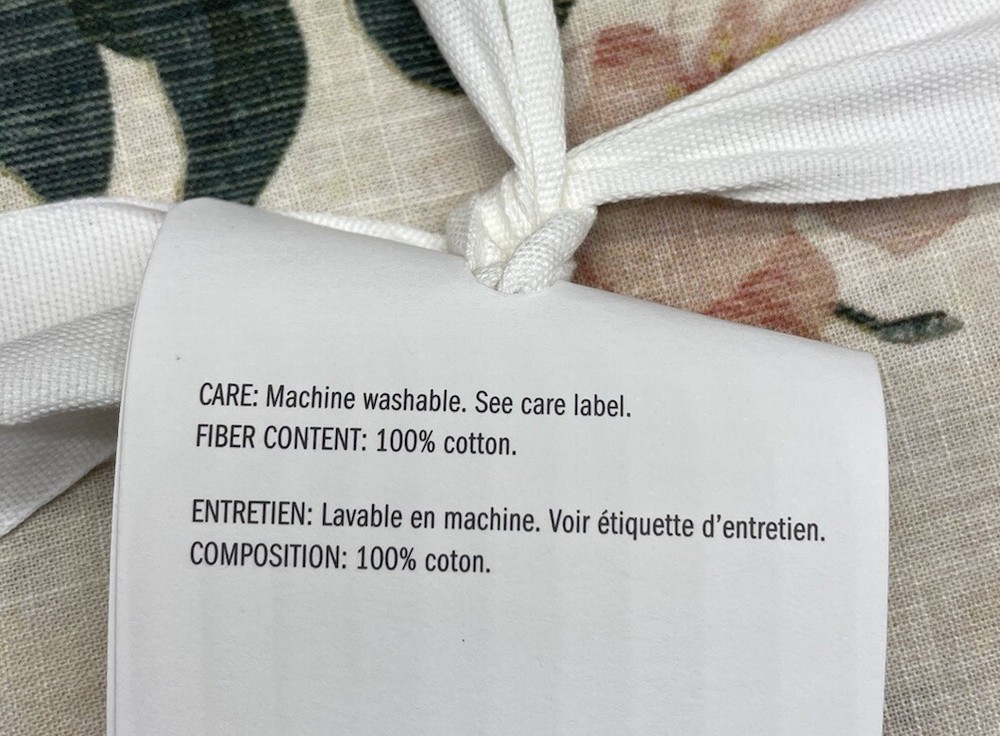 CARE: Machine washable. See care label.
FIBER CONTENT: 100% cotton.
ENTRETIEN: Lavable en machine. Voir étiquette d'entretien.
COMPOSITION: 100% coton.